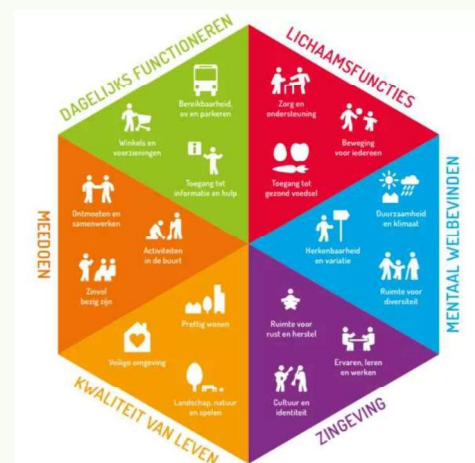 DAGELIJKS FUNCTIONEREN
Bereikbaarheid,
ov en parkeren
Winkels en
voorzieningen
Toegang tot
informatie en hulp
LICHAAMSFUNCTIES
Zorg en
ondersteuning
Beweging
voor iedereen
Toegang tot
gezond voedsel
MENTAAL WELBEVINDEN
Duurzaamheid
en klimaat
Herkenbaarheid
en variatie
Ruimte voor
diversiteit
ZINGEVING
Ruimte voor
rust en herstel
Ervaren, leren
en werken
Cultuur en
identiteit
KWALITEIT VAN LEVEN
Prettig wonen
Veilige omgeving
Landschap, natuur
en spelen
MEEDOEN
Ontmoeten en
samenwerken
Activiteiten
in de buurt
Zinvol
bezig zijn